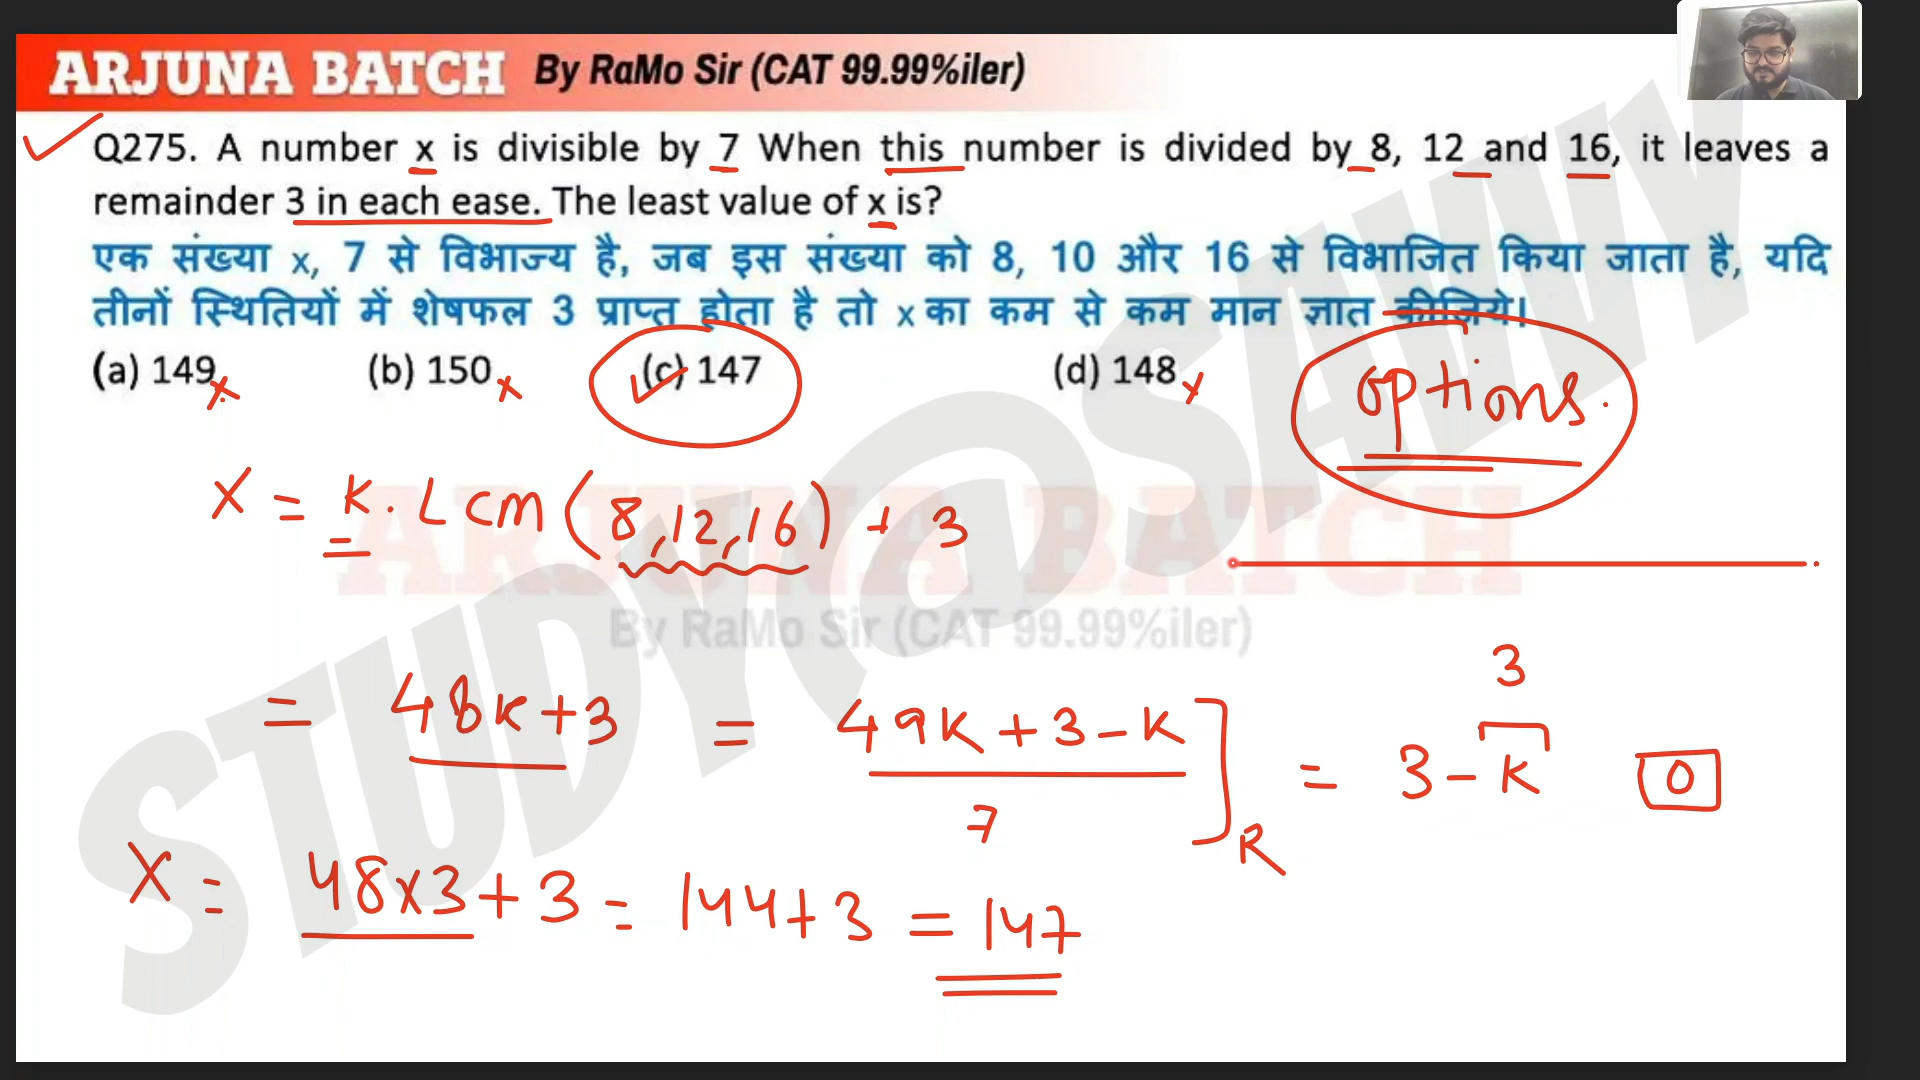 ARJUNA BATCH By RaMo Sir (CAT 99.99%iler)
Q275. A number x is divisible by 7 When this number is divided by 8, 12 and 16, it leaves a
remainder 3 in each ease. The least value of x is?
एक संख्या x, 7 से विभाज्य है, जब इस संख्या को 8, 10 और 16 से विभाजित किया जाता है, यदि
तीनों स्थितियों में शेषफल 3 प्राप्त होता है तो x का कम से कम मान ज्ञात कीजिये।
(a) 149 (b) 150 (c) 147 (d) 148
options.
X = K. LCM (8,12,16) + 3
ARJUNA BATCH
By RaMo Sir (CAT 99.99%iler)
STUDY@SAWVY
3
= 48K+3 = 49K+3-K = 3-K 0
7 R
X = 48x3+3 = 144+3 = 147